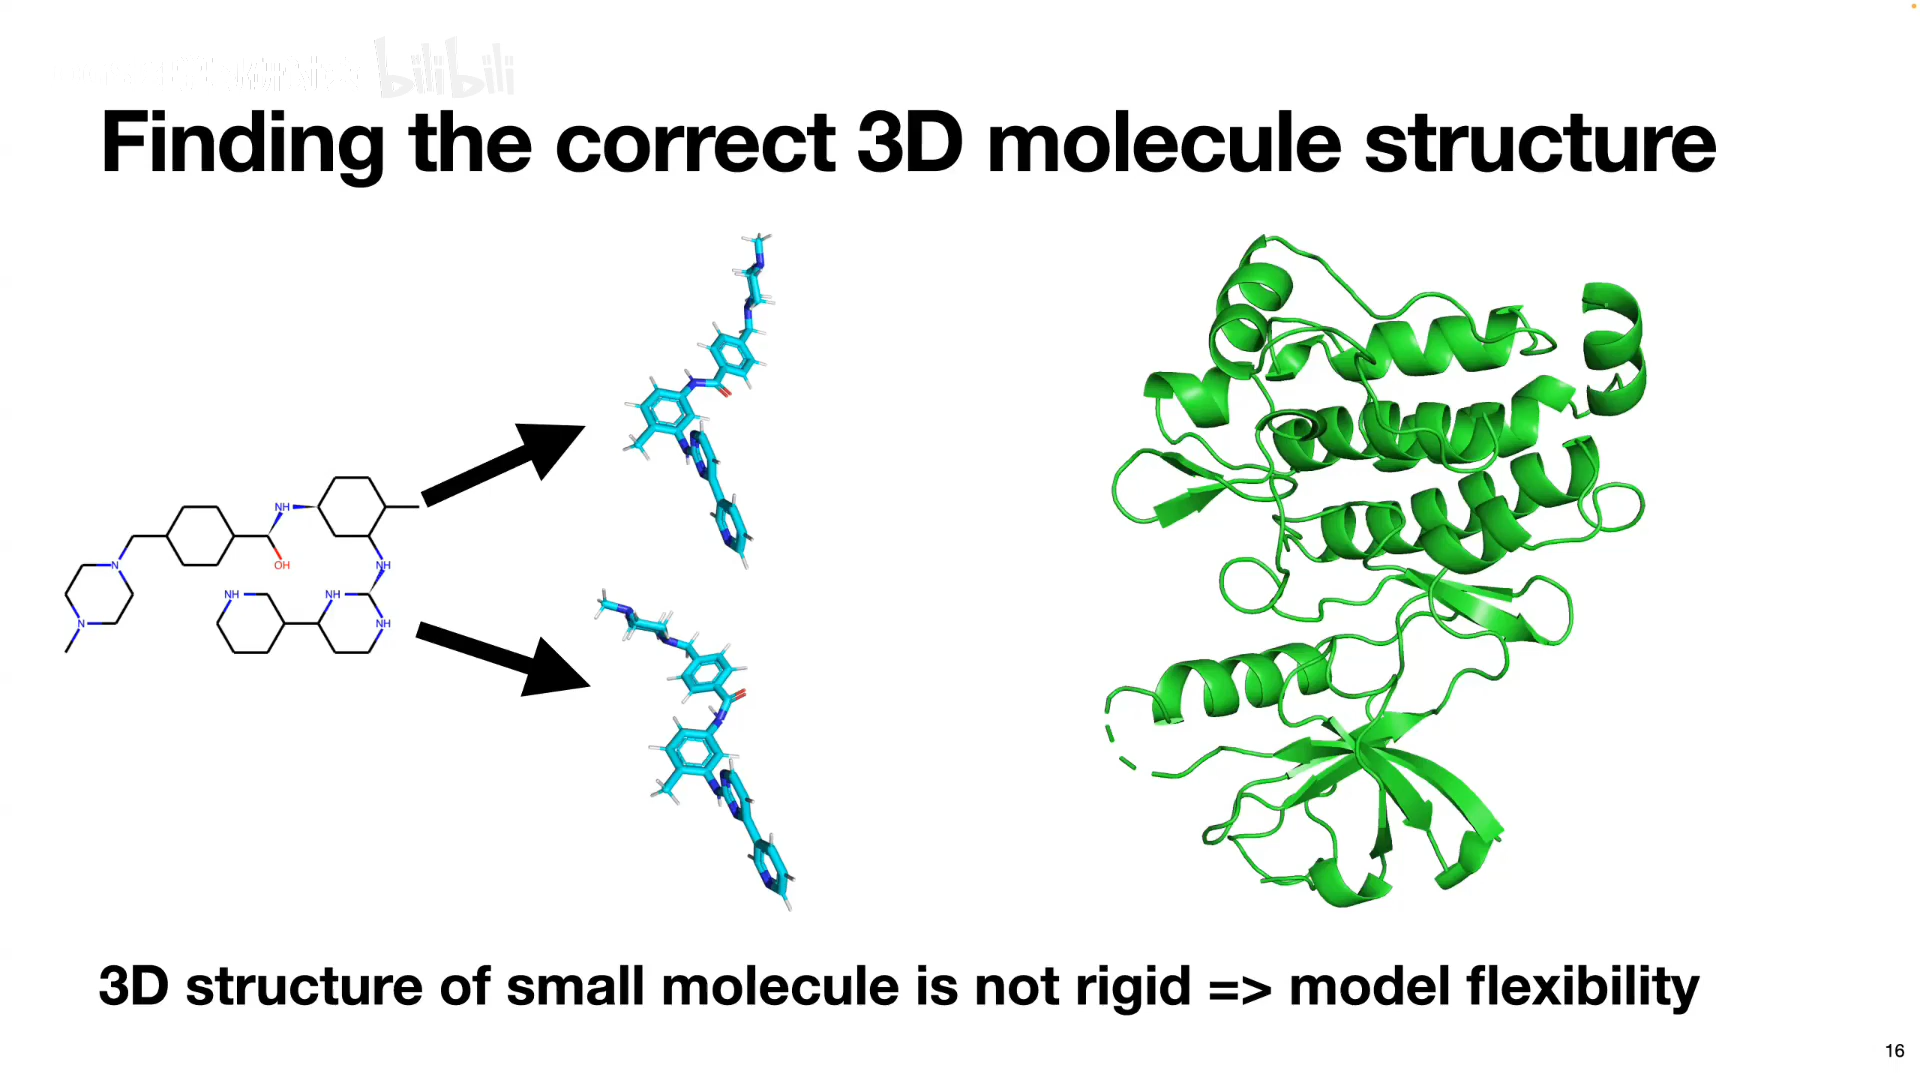 bilibili
Finding the correct 3D molecule structure
NH
OH
N
NH
NH
NH
N
NH
3D structure of small molecule is not rigid => model flexibility
16